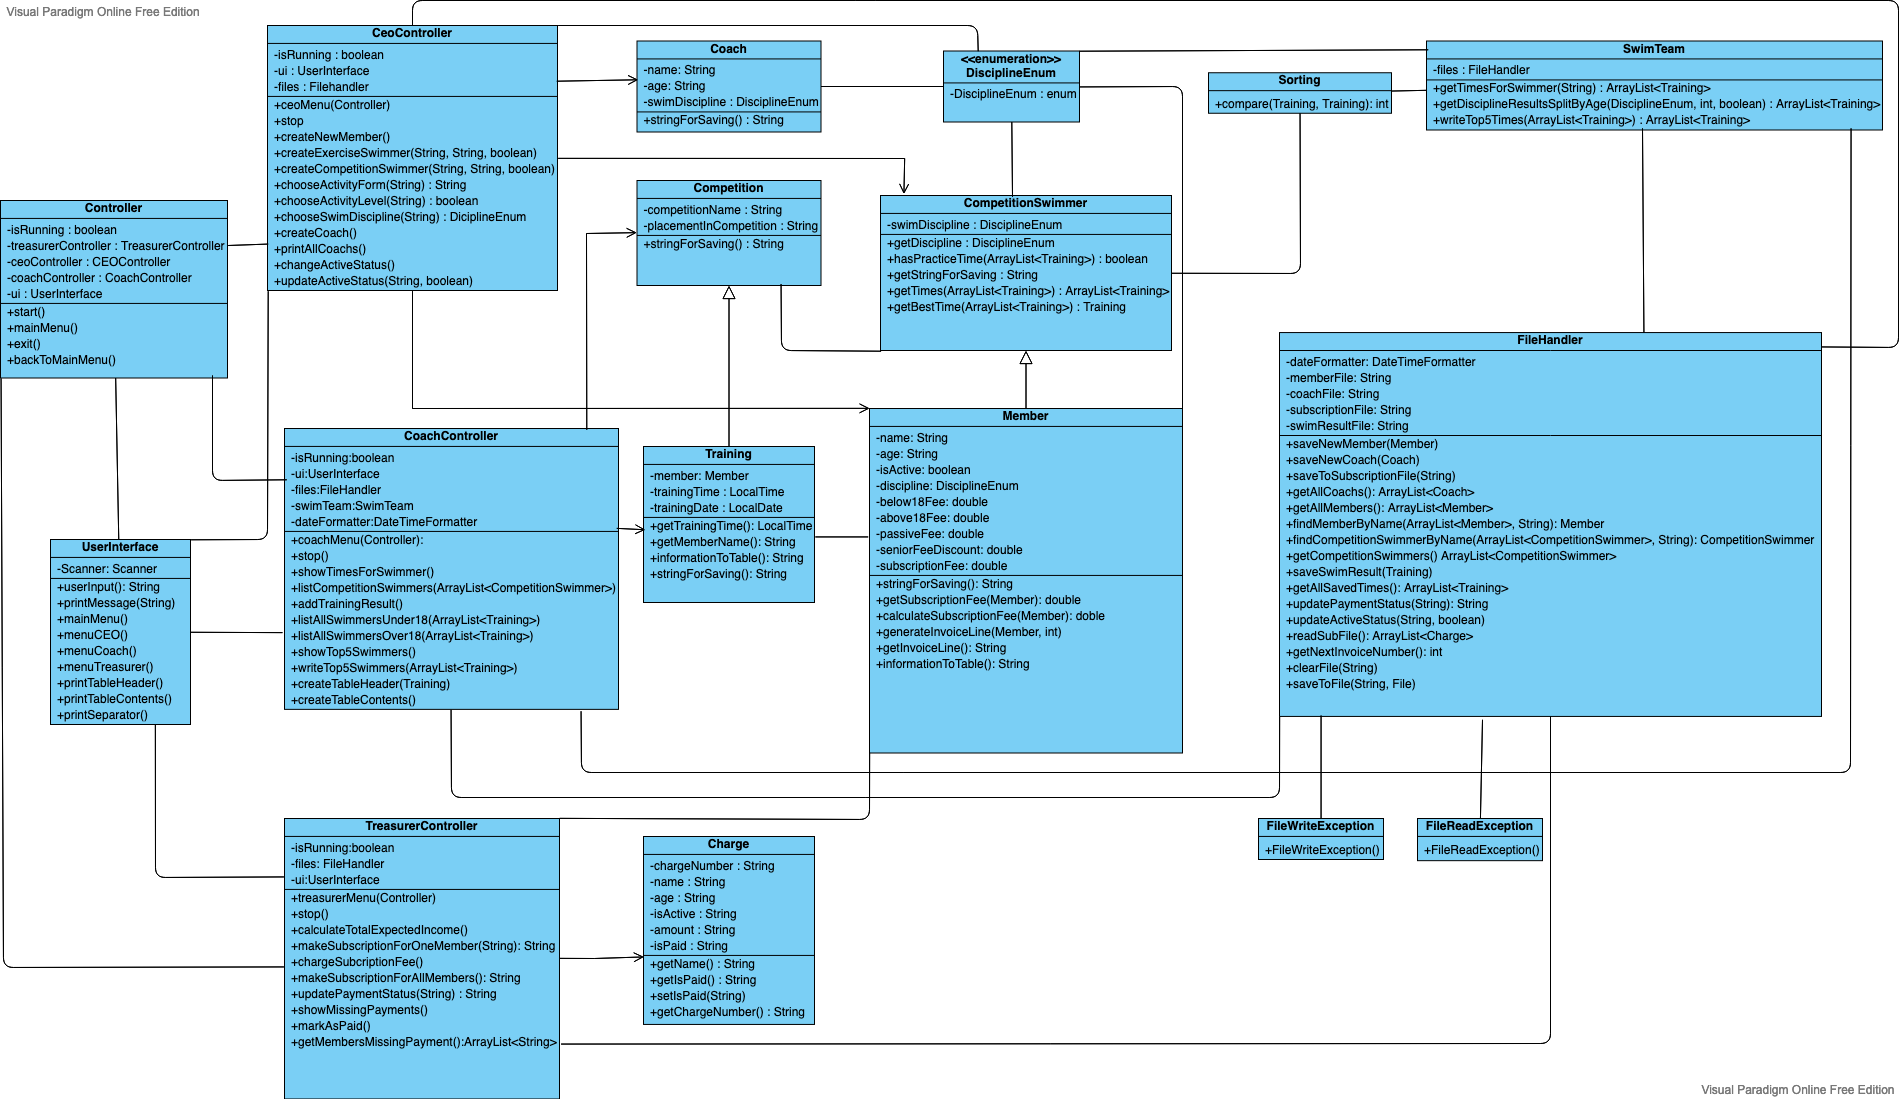 Visual Paradigm Online Free Edition
CeoController
-isRunning : boolean
-ui : UserInterface
-files : Filehandler
+ceoMenu(Controller)
+stop
+createNewMember()
+createExerciseSwimmer(String, String, boolean)
+createCompetitionSwimmer(String, String, boolean)
+chooseActivityForm(String) : String
+chooseActivityLevel(String) : boolean
+chooseSwimDiscipline(String) : DiciplineEnum
+createCoach()
+printAllCoachs()
+changeActiveStatus()
+updateActiveStatus(String, boolean)
Coach
-name: String
-age: String
-swimDiscipline : DisciplineEnum
+stringForSaving() : String
<<enumeration>>
DisciplineEnum
-DisciplineEnum : enum
Sorting
+compare(Training, Training): int
SwimTeam
-files : FileHandler
+getTimesForSwimmer(String) : ArrayList<Training>
+getDisciplineResultsSplitByAge(DisciplineEnum, int, boolean) : ArrayList<Training>
+writeTop5Times(ArrayList<Training>) : ArrayList<Training>
Controller
-isRunning : boolean
-treasurerController : TreasurerController
-ceoController : CEOController
-coachController : CoachController
-ui : UserInterface
+start()
+mainMenu()
+exit()
+backToMainMenu()
Competition
-competitionName : String
-placementInCompetition : String
+stringForSaving() : String
CompetitionSwimmer
-swimDiscipline : DisciplineEnum
+getDiscipline : DisciplineEnum
+hasPracticeTime(ArrayList<Training>) : boolean
+getStringForSaving : String
+getTimes(ArrayList<Training>) : ArrayList<Training>
+getBestTime(ArrayList<Training>) : Training
FileHandler
-dateFormatter: DateTimeFormatter
-memberFile: String
-coachFile: String
-subscriptionFile: String
-swimResultFile: String
+saveNewMember(Member)
+saveNewCoach(Coach)
+saveToSubscriptionFile(String)
+getAllCoachs(): ArrayList<Coach>
+getAllMembers(): ArrayList<Member>
+findMemberByName(ArrayList<Member>, String): Member
+findCompetitionSwimmerByName(ArrayList<CompetitionSwimmer>, String): CompetitionSwimmer
+getCompetitionSwimmers() ArrayList<CompetitionSwimmer>
+saveSwimResult(Training)
+getAllSavedTimes(): ArrayList<Training>
+updatePaymentStatus(String): String
+updateActiveStatus(String, boolean)
+readSubFile(): ArrayList<Charge>
+getNextInvoiceNumber(): int
+clearFile(String)
+saveToFile(String, File)
CoachController
-isRunning:boolean
-ui:UserInterface
-files:FileHandler
-swimTeam:SwimTeam
-dateFormatter:DateTimeFormatter
+coachMenu(Controller):
+stop()
+showTimesForSwimmer()
+listCompetitionSwimmers(ArrayList<CompetitionSwimmer>)
+addTrainingResult()
+listAllSwimmersUnder18(ArrayList<Training>)
+listAllSwimmersOver18(ArrayList<Training>)
+showTop5Swimmers()
+writeTop5Swimmers(ArrayList<Training>)
+createTableHeader(Training)
+createTableContents()
Training
-member: Member
-trainingTime : LocalTime
-trainingDate : LocalDate
+getTrainingTime(): LocalTime
+getMemberName(): String
+informationToTable(): String
+stringForSaving(): String
Member
-name: String
-age: String
-isActive: boolean
-discipline: DisciplineEnum
-below18Fee: double
-above18Fee: double
-passiveFee: double
-seniorFeeDiscount: double
-subscriptionFee: double
+stringForSaving(): String
+getSubscriptionFee(Member): double
+calculateSubscriptionFee(Member): doble
+generateInvoiceLine(Member, int)
+getInvoiceLine(): String
+informationToTable(): String
UserInterface
-Scanner: Scanner
+userInput(): String
+printMessage(String)
+mainMenu()
+menuCEO()
+menuCoach()
+menuTreasurer()
+printTableHeader()
+printTableContents()
+printSeparator()
TreasurerController
-isRunning:boolean
-files: FileHandler
-ui:UserInterface
+treasurerMenu(Controller)
+stop()
+calculateTotalExpectedIncome()
+makeSubscriptionForOneMember(String): String
+chargeSubcriptionFee()
+makeSubscriptionForAllMembers(): String
+updatePaymentStatus(String) : String
+showMissingPayments()
+markAsPaid()
+getMembersMissingPayment():ArrayList<String>
Charge
-chargeNumber : String
-name : String
-age : String
-isActive : String
-amount : String
-isPaid : String
+getName() : String
+getIsPaid() : String
+setIsPaid(String)
+getChargeNumber() : String
FileWriteException
+FileWriteException()
FileReadException
+FileReadException()
Visual Paradigm Online Free Edition